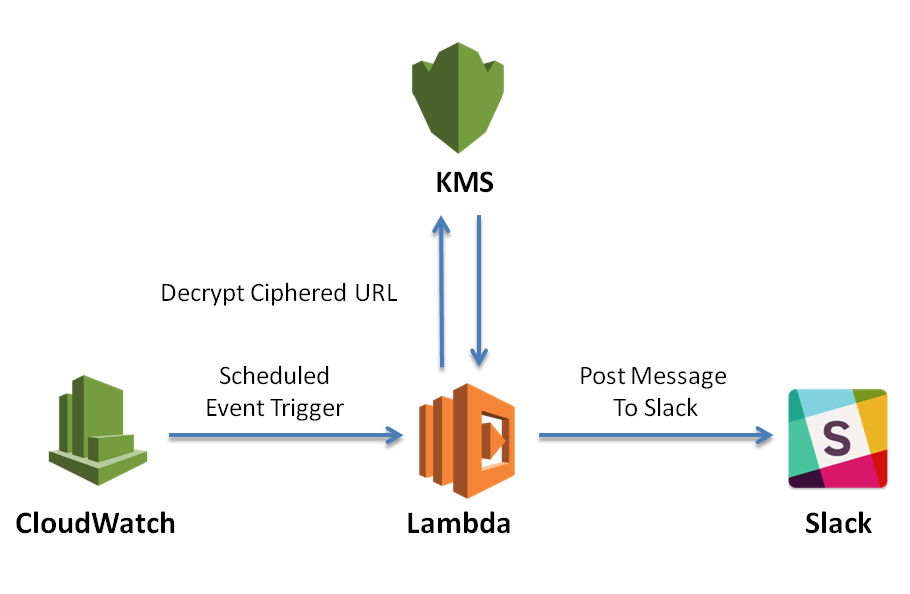 KMS
Decrypt Ciphered URL
Scheduled
Event Trigger
Post Message
To Slack
S
CloudWatch
Lambda
Slack